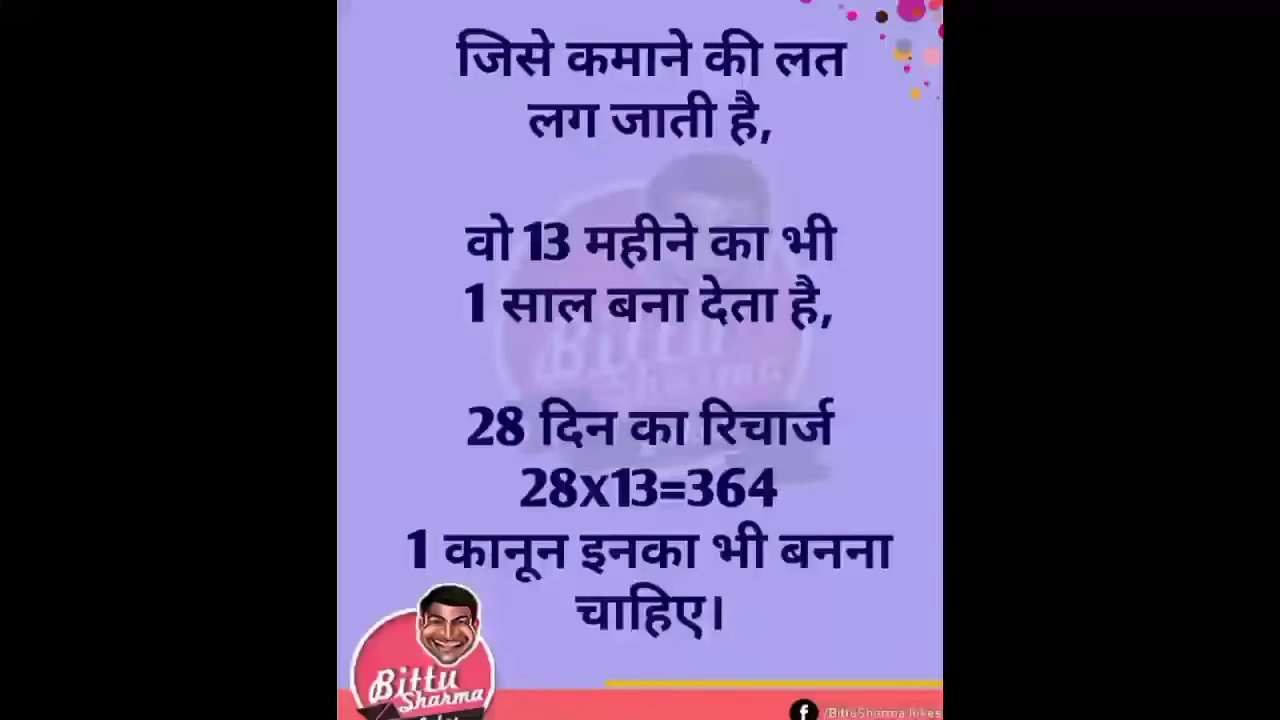 जिसे कमाने की लत
लग जाती है,
वो 13 महीने का भी
1 साल बना देता है,
28 दिन का रिचार्ज
28x13=364
1 कानून इनका भी बनना
चाहिए।
Bittu
Sharma
/BittuSharma Jokes